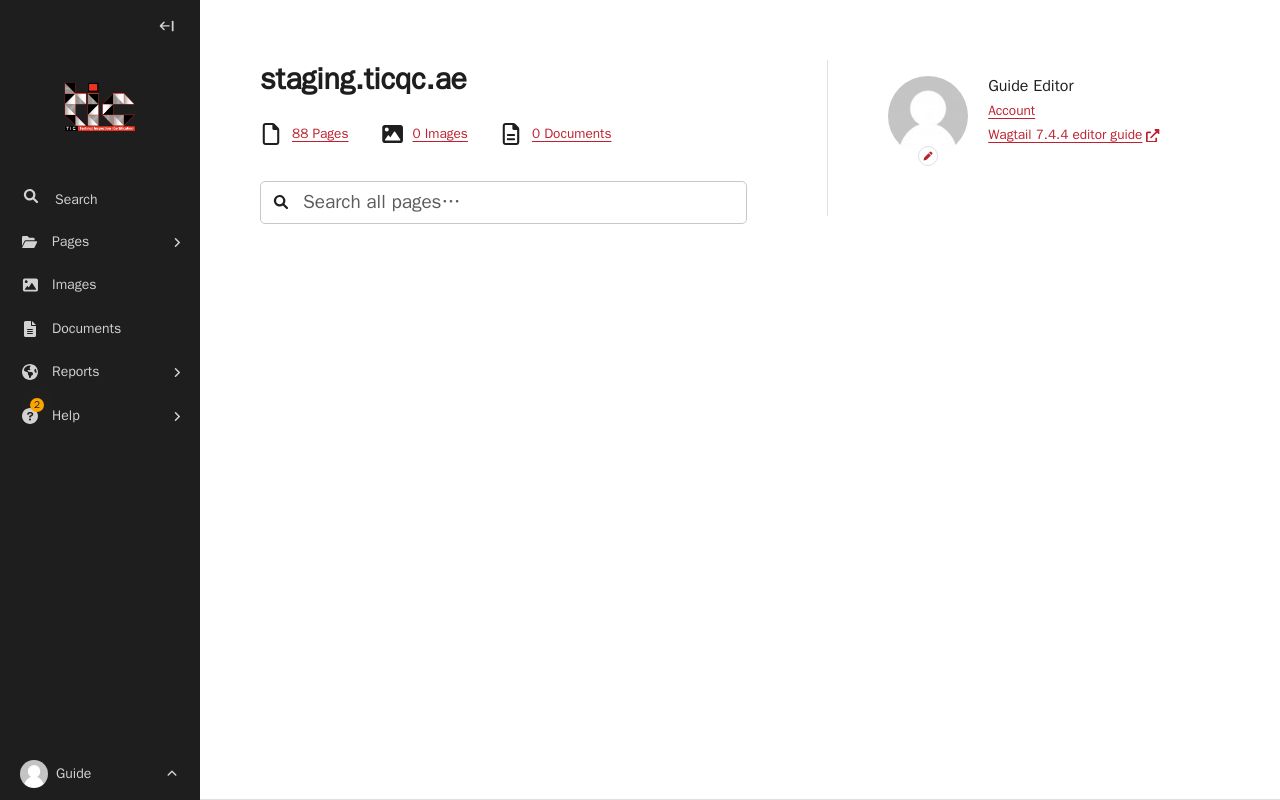 TIC
Search
Pages
Images
Documents
Reports
2
Help
Guide
staging.ticqc.ae
88 Pages
0 Images
0 Documents
Search all pages…
Guide Editor
Account
Wagtail 7.4.4 editor guide